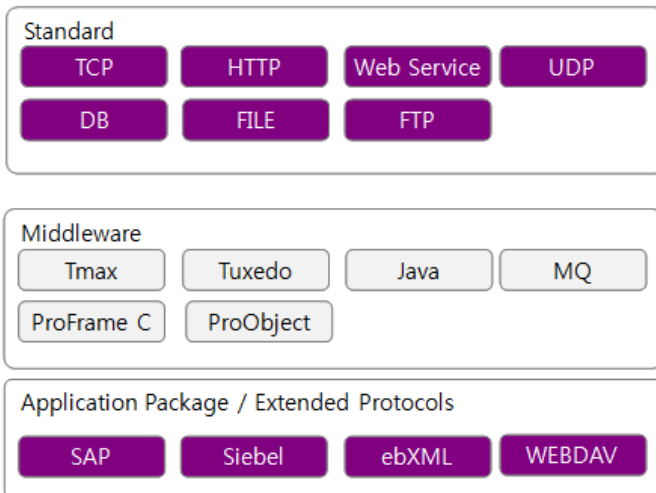 Standard
TCP HTTP Web Service UDP
DB FILE FTP
Middleware
Tmax Tuxedo Java MQ
ProFrame C ProObject
Application Package / Extended Protocols
SAP Siebel ebXML WEBDAV